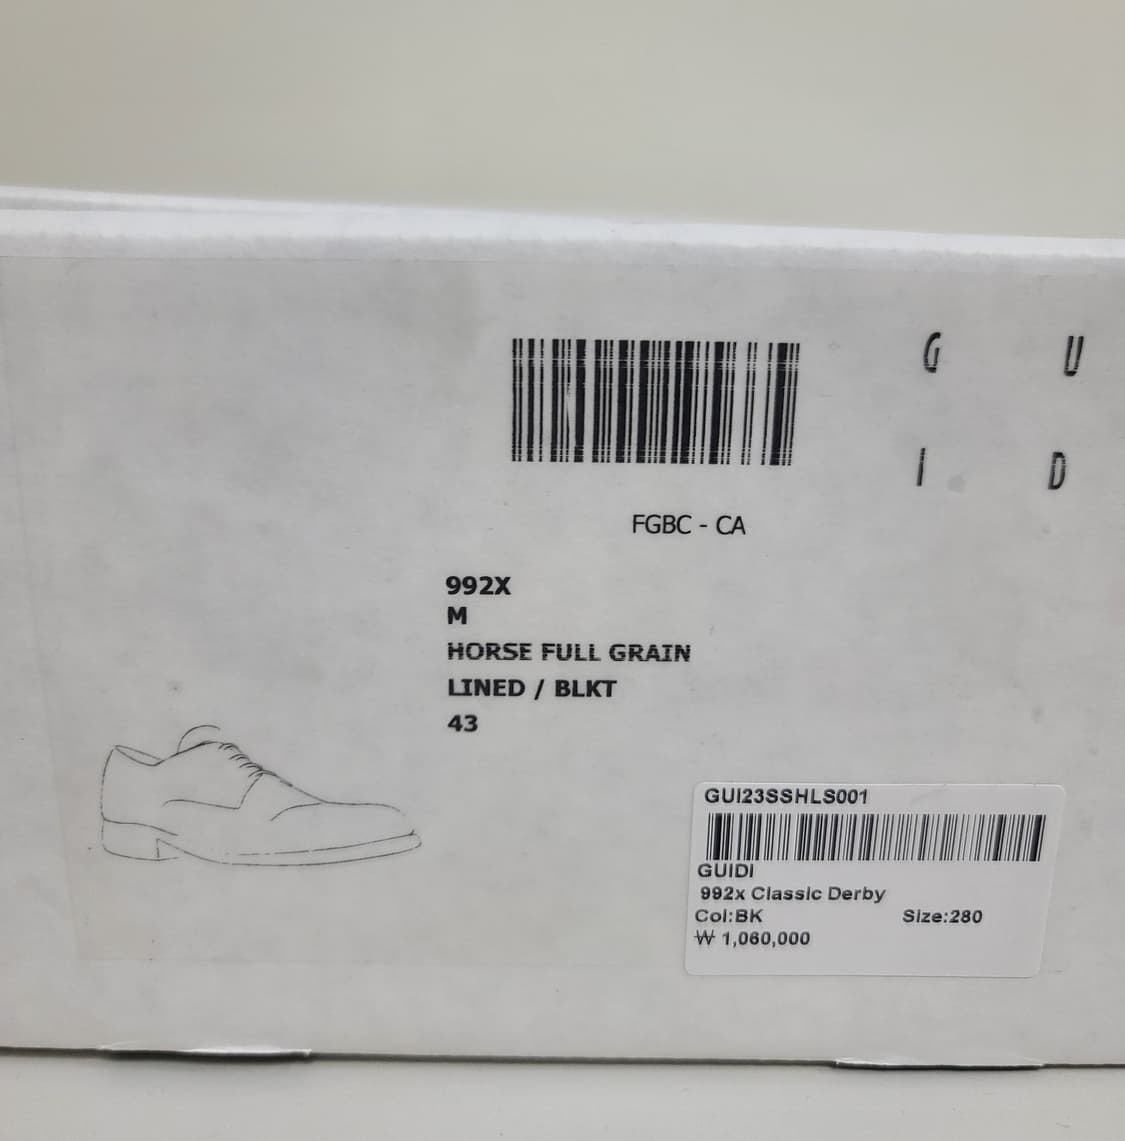 G U
I D
FGBC - CA
992X
M
HORSE FULL GRAIN
LINED / BLKT
43
GUI23SSHLS001
GUIDI
992x Classic Derby
Col:BK Size:280
₩ 1,060,000